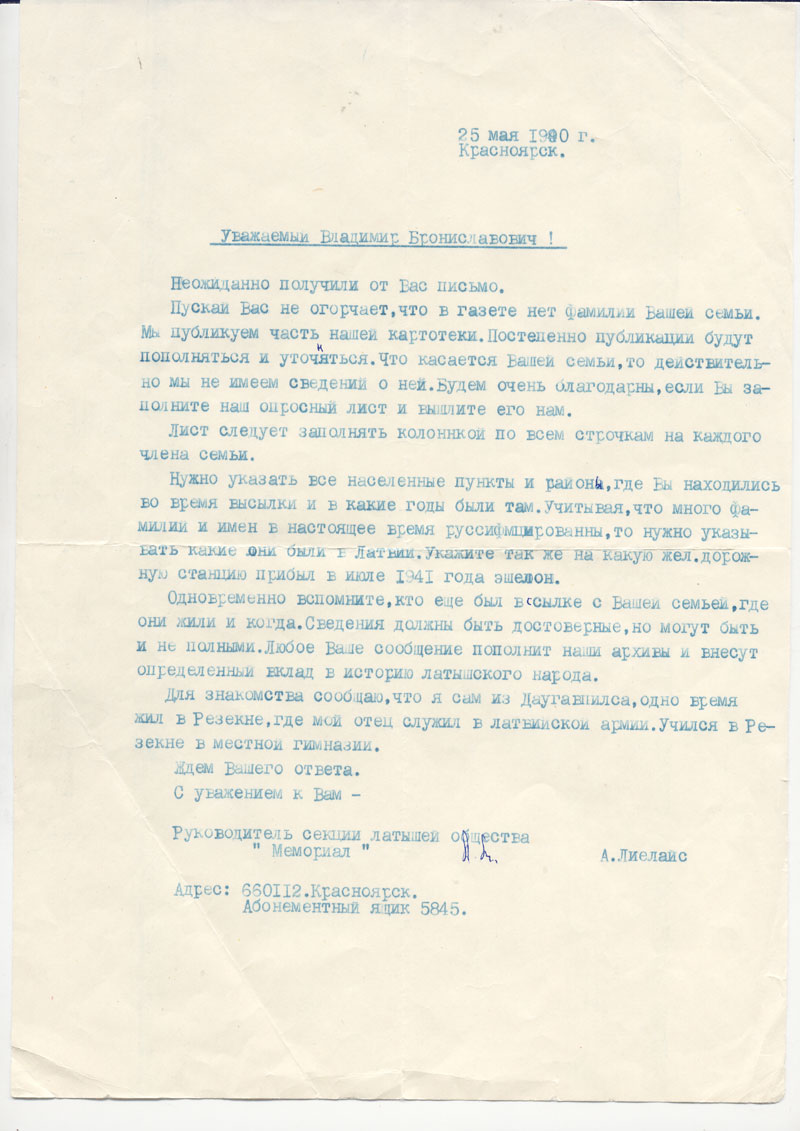 25 мая 1990 г.
Красноярск.
Уважаемый Владимир Брониславович !
Неожиданно получили от Вас письмо.
Пускай Вас не огорчает,что в газете нет фамилии Вашей семьи.
Мы публикуем часть нашей картотеки.Постепенно публикации будут
пополняться и уточняться.Что касается Вашей семьи,то действитель-
но мы не имеем сведений о ней.Будем очень благодарны,если Вы за-
полните наш опросный лист и вышлите его нам.
Лист следует заполнять колоннкой по всем строчкам на каждого
члена семьи.
Нужно указать все населенные пункты и районы,где Вы находились
во время высылки и в какие годы были там.Учитывая,что много фа-
милий и имен в настоящее время руссифмцированны,то нужно указы-
вать какие они были в Латвии.Укажите так же на какую жел.дорож-
ную станцию прибыл в июле 1941 года эшелон.
Одновременно вспомните,кто еще был в ссылке с Вашей семьей,где
они жили и когда.Сведения должны быть достоверные,но могут быть
и не полными.Любое Ваше сообщение пополнит наши архивы и внесут
определенный вклад в историю латышского народа.
Для знакомства сообщаю,что я сам из Даугавпилса,одно время
жил в Резекне,где мой отец служил в латвийской армии.Учился в Ре-
зекне в местной гимназии.
Ждем Вашего ответа.
С уважением к Вам –
Руководитель секции латышей общества
" Мемориал "
А.Лиелайс
Адрес: 660112.Красноярск.
Абонементный ящик 5845.